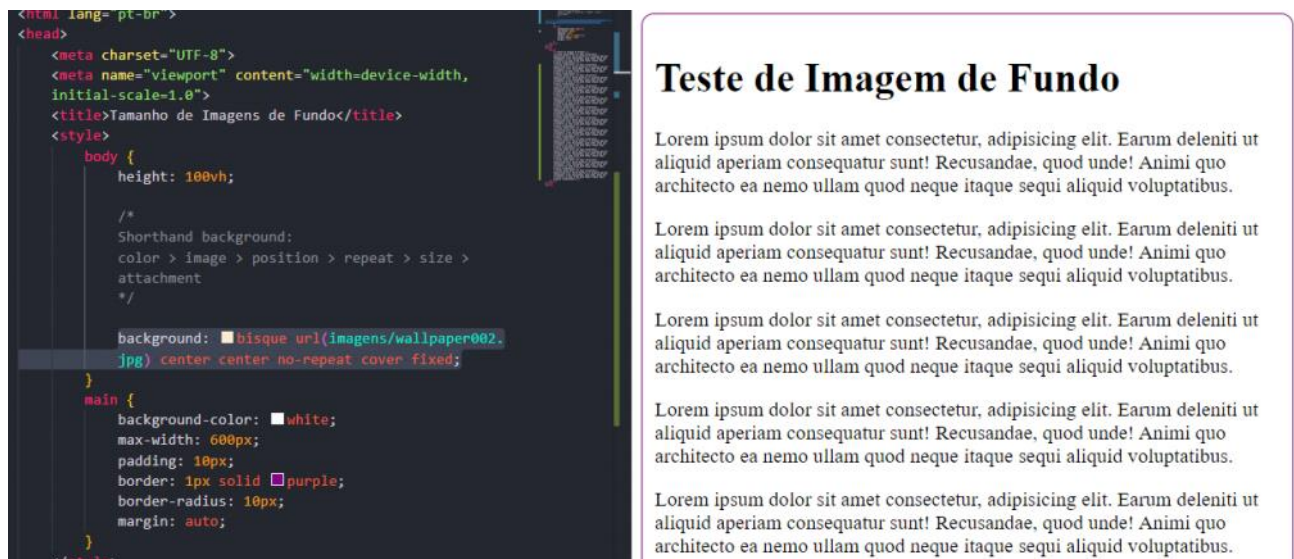 <html lang="pt-br">
<head>
<meta charset="UTF-8">
<meta name="viewport" content="width=device-width,
initial-scale=1.0">
<title>Tamanho de Imagens de Fundo</title>
<style>
body {
height: 100vh;
/*
Shorthand background:
color > image > position > repeat > size >
attachment
*/
background: bisque url(imagens/wallpaper002.
jpg) center center no-repeat cover fixed;
}
main {
background-color: white;
max-width: 600px;
padding: 10px;
border: 1px solid purple;
border-radius: 10px;
margin: auto;
}
Teste de Imagem de Fundo
Lorem ipsum dolor sit amet consectetur, adipisicing elit. Earum deleniti ut
aliquid aperiam consequatur sunt! Recusandae, quod unde! Animi quo
architecto ea nemo ullam quod neque itaque sequi aliquid voluptatibus.
Lorem ipsum dolor sit amet consectetur, adipisicing elit. Earum deleniti ut
aliquid aperiam consequatur sunt! Recusandae, quod unde! Animi quo
architecto ea nemo ullam quod neque itaque sequi aliquid voluptatibus.
Lorem ipsum dolor sit amet consectetur, adipisicing elit. Earum deleniti ut
aliquid aperiam consequatur sunt! Recusandae, quod unde! Animi quo
architecto ea nemo ullam quod neque itaque sequi aliquid voluptatibus.
Lorem ipsum dolor sit amet consectetur, adipisicing elit. Earum deleniti ut
aliquid aperiam consequatur sunt! Recusandae, quod unde! Animi quo
architecto ea nemo ullam quod neque itaque sequi aliquid voluptatibus.
Lorem ipsum dolor sit amet consectetur, adipisicing elit. Earum deleniti ut
aliquid aperiam consequatur sunt! Recusandae, quod unde! Animi quo
architecto ea nemo ullam quod neque itaque sequi aliquid voluptatibus.